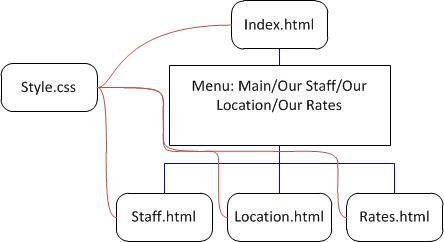 Index.html
Style.css
Menu: Main/Our Staff/Our
Location/Our Rates
Staff.html
Location.html
Rates.html